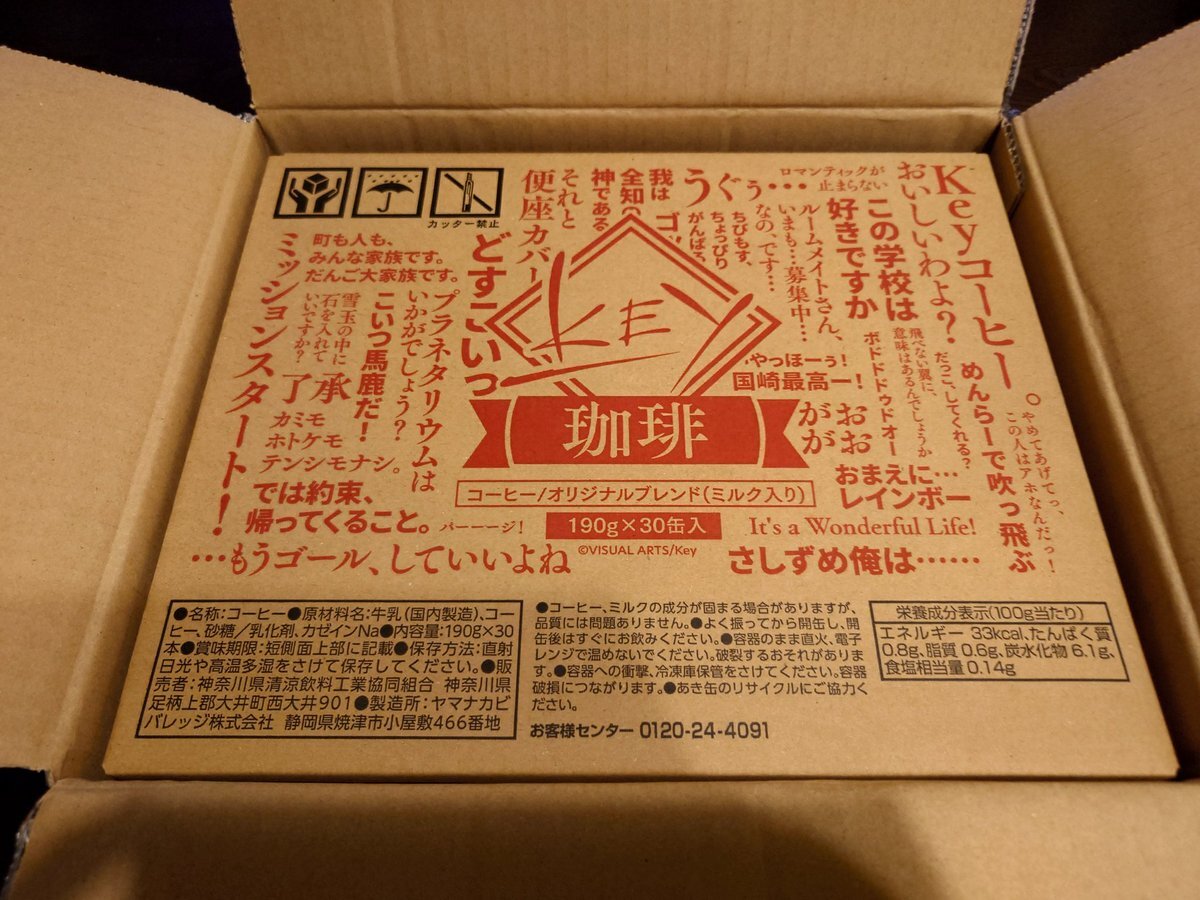 カッター禁止
Keyコーヒー。
おいしいわよ?
ロマンティックが
止まらない
この学校は
好きですか
うぐぅ…
ルームメイトさん、
いまも…募集中…
なの、です…
ちびもす、
ちょっぴり
がんばる
我は
全知の
神である
ゴッ
それと
便座カバー
どすこいっ
町も人も、
みんな家族です。
だんご大家族です。
ミッションスタート!
プラネタリウムは
いかがでしょう?
こいつ馬鹿だ!
雪玉の中に
石を入れて
いいですか?
了承
カミモ
ホトケモ
テンシモナシ。
では約束、
帰ってくること。
パーーージ!
…もうゴール、していいよね
KEY
珈琲
やっほーぅ!
国崎最高ー!
めんらーで吹っ飛ぶ
だっこ、してくれる?
飛べない翼に、
意味はあるんでしょうか
ボドドドゥドオー
おお
がが
がが
おまえに…
レインボー
やめてあげてっ、
この人はアホなんだっ!
コーヒー/オリジナルブレンド(ミルク入り)
190g×30缶入
It's a Wonderful Life!
©VISUAL ARTS/Key
さしずめ俺は……
●名称:コーヒー●原材料名:牛乳(国内製造)、コー
ヒー、砂糖/乳化剤、カゼインNa●内容量:190g×30
本●賞味期限:短側面上部に記載●保存方法:直射
日光や高温多湿をさけて保存してください。●販
売者:神奈川県清涼飲料工業協同組合 神奈川県
足柄上郡大井町西大井901●製造所:ヤマナカビ
バレッジ株式会社 静岡県焼津市小屋敷466番地
●コーヒー、ミルクの成分が固まる場合がありますが、
品質には問題ありません。●よく振ってから開缶し、開
缶後はすぐにお飲みください。●容器のまま直火、電子
レンジで温めないでください。破裂するおそれがありま
す。●容器への衝撃、冷凍庫保管をさけてください。容器
破損につながります。●あき缶のリサイクルにご協力く
ださい。
お客様センター 0120-24-4091
栄養成分表示(100g当たり)
エネルギー 33kcal、たんぱく質
0.8g、脂質 0.6g、炭水化物 6.1g、
食塩相当量 0.14g